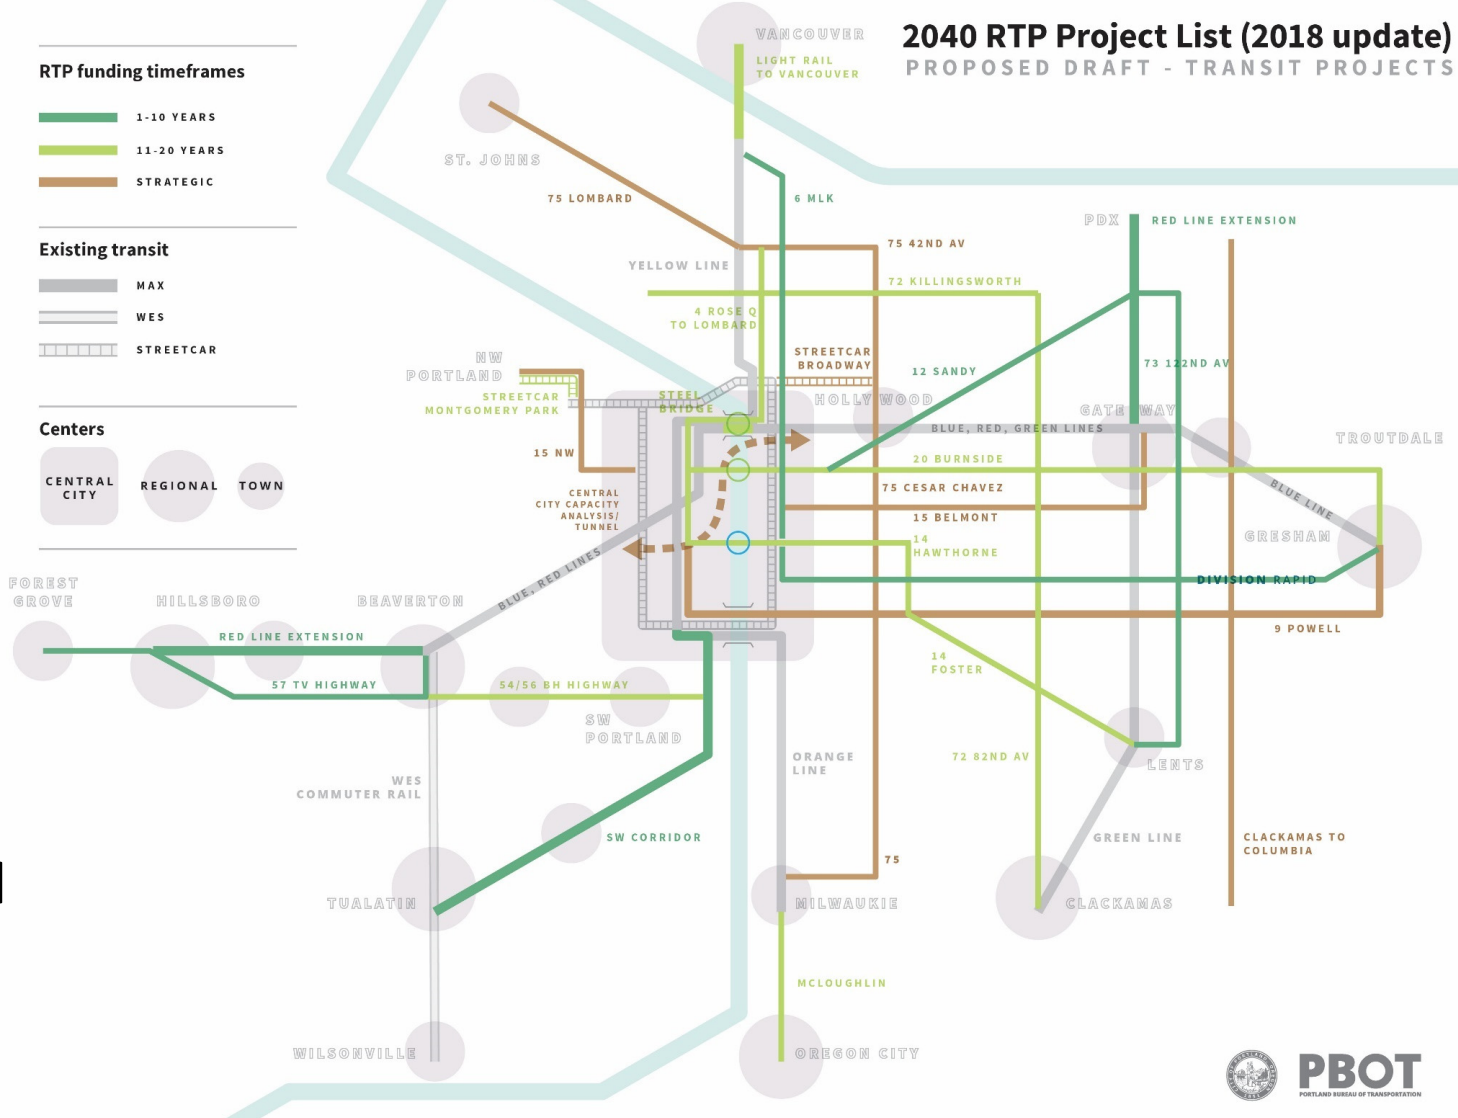 2040 RTP Project List (2018 update)
PROPOSED DRAFT - TRANSIT PROJECTS
RTP funding timeframes
1-10 YEARS
11-20 YEARS
STRATEGIC
Existing transit
MAX
WES
STREETCAR
Centers
CENTRAL
CITY
REGIONAL
TOWN
VANCOUVER
LIGHT RAIL
TO VANCOUVER
ST. JOHNS
75 LOMBARD
6 MLK
PDX
RED LINE EXTENSION
75 42ND AV
YELLOW LINE
72 KILLINGSWORTH
4 ROSE Q
TO LOMBARD
STREETCAR
BROADWAY
NW
PORTLAND
12 SANDY
73 122ND AV
STREETCAR
MONTGOMERY PARK
STEEL
BRIDGE
HOLLYWOOD
GATEWAY
BLUE, RED, GREEN LINES
TROUTDALE
15 NW
20 BURNSIDE
CENTRAL
CITY CAPACITY
ANALYSIS/
TUNNEL
75 CESAR CHAVEZ
15 BELMONT
BLUE LINE
14
HAWTHORNE
GRESHAM
BLUE, RED LINES
DIVISION RAPID
FOREST
GROVE
HILLSBORO
BEAVERTON
RED LINE EXTENSION
9 POWELL
14
FOSTER
57 TV HIGHWAY
54/56 BH HIGHWAY
SW
PORTLAND
ORANGE
LINE
72 82ND AV
LENTS
WES
COMMUTER RAIL
SW CORRIDOR
GREEN LINE
CLACKAMAS TO
COLUMBIA
75
TUALATIN
MILWAUKIE
CLACKAMAS
MCLOUGHLIN
WILSONVILLE
OREGON CITY
PBOT
PORTLAND BUREAU OF TRANSPORTATION